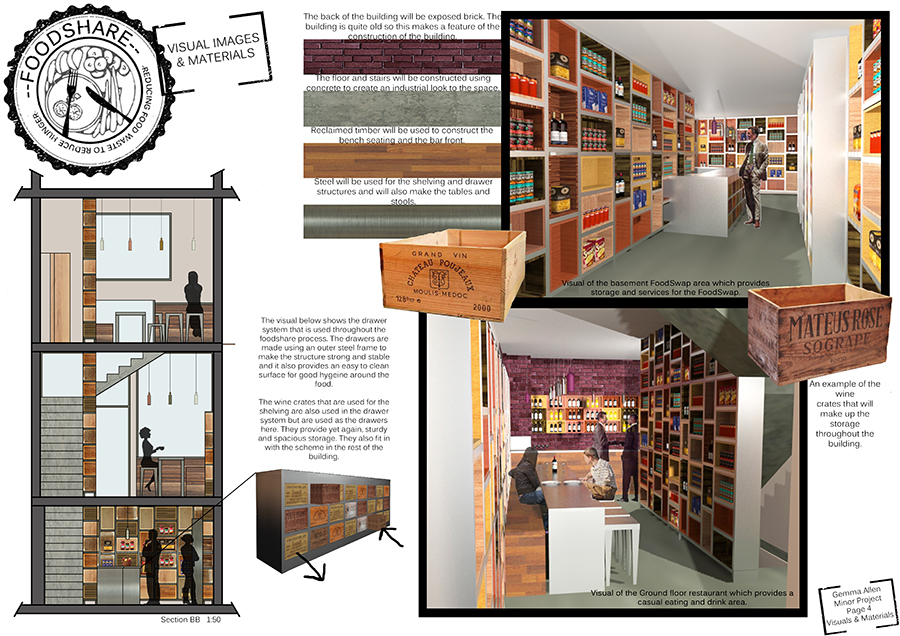 --FOODSHARE--
REDUCING FOOD WASTE TO REDUCE HUNGER
VISUAL IMAGES
& MATERIALS
The back of the building will be exposed brick. The
building is quite old so this makes a feature of the
construction of the building.
The floor and stairs will be constructed using
concrete to create an industrial look to the space.
Reclaimed timber will be used to construct the
bench seating and the bar front.
Steel will be used for the shelving and drawer
structures and will also make the tables and
stools.
Visual of the basement FoodSwap area which provides
storage and services for the FoodSwap.
GRAND VIN
CHATEAU POUJEAUX
MOULIS-MEDOC
2000
MATEUS ROSE
SOGRAPE
An example of the
wine
crates that will
make up the
storage
throughout the
building.
The visual below shows the drawer
system that is used throughout the
foodshare process. The drawers are
made using an outer steel frame to
make the structure strong and stable
and it also provides an easy to clean
surface for good hygeine around the
food.
The wine crates that are used for the
shelving are also used in the drawer
system but are used as the drawers
here. They provide yet again, sturdy
and spacious storage. They also fit in
with the scheme in the rest of the
building.
Visual of the Ground floor restaurant which provides a
casual eating and drink area.
Section BB 1:50
Gemma Allen
Minor Project
Page 4
Visuals & Materials